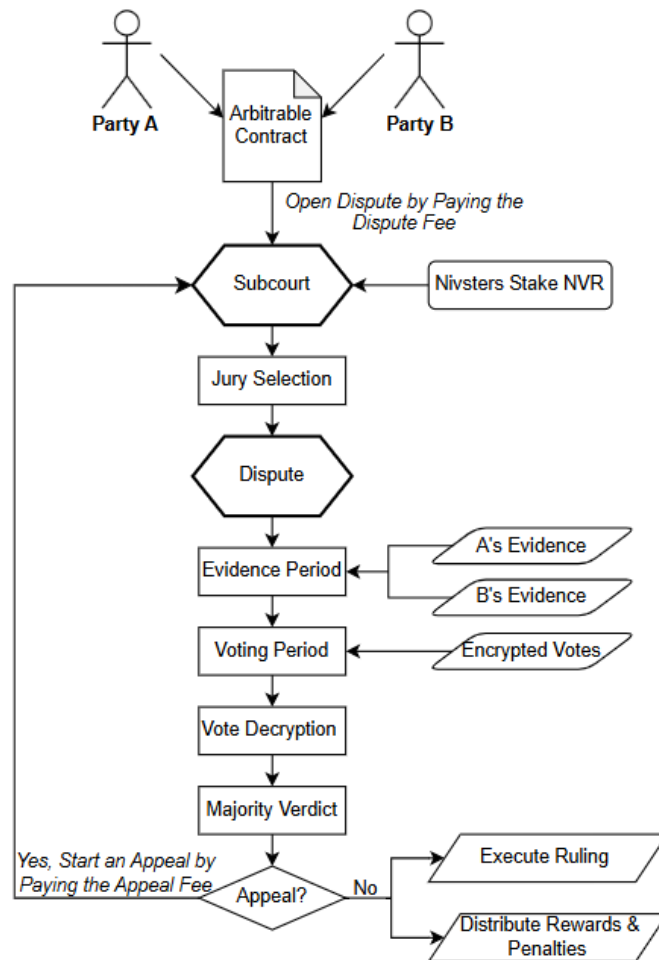 Party A
Party B
Arbitrable
Contract
Open Dispute by Paying the
Dispute Fee
Subcourt
Nivsters Stake NVR
Jury Selection
Dispute
Evidence Period
A's Evidence
B's Evidence
Voting Period
Encrypted Votes
Vote Decryption
Majority Verdict
Yes, Start an Appeal by
Paying the Appeal Fee
Appeal?
No
Execute Ruling
Distribute Rewards &
Penalties